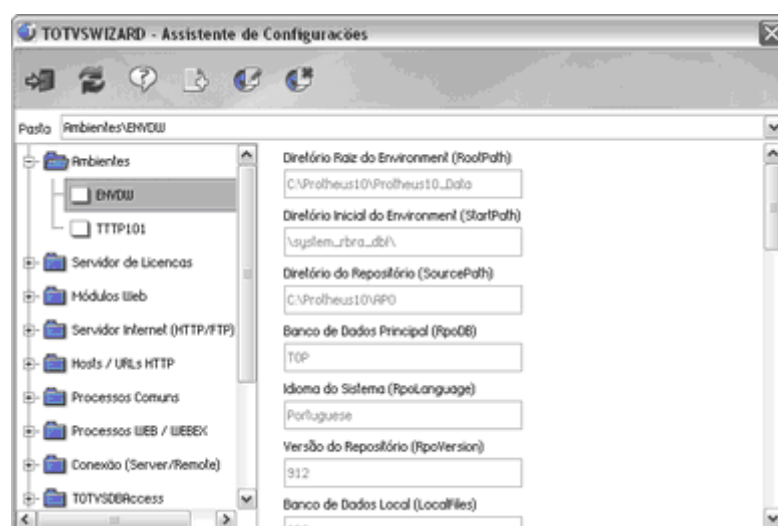 TOTVSWIZARD - Assistente de Configurações
Pasta Ambientes\ENVDW
Ambientes
ENVDW
TTTP101
Servidor de Licencas
Módulos Web
Servidor Internet (HTTP/FTP)
Hosts / URLs HTTP
Processos Comuns
Processos WEB / WEBEX
Conexão (Server/Remote)
TOTVSDBAccess
Diretório Raiz do Environment (RootPath)
C:\Protheus10\Protheus10_Data
Diretório Inicial do Environment (StartPath)
\system_rbra_dbf\
Diretório do Repositório (SourcePath)
C:\Protheus10\APO
Banco de Dados Principal (RpoDB)
TOP
Idioma do Sistema (RpoLanguage)
Portuguese
Versão do Repositório (RpoVersion)
912
Banco de Dados Local (LocalFiles)